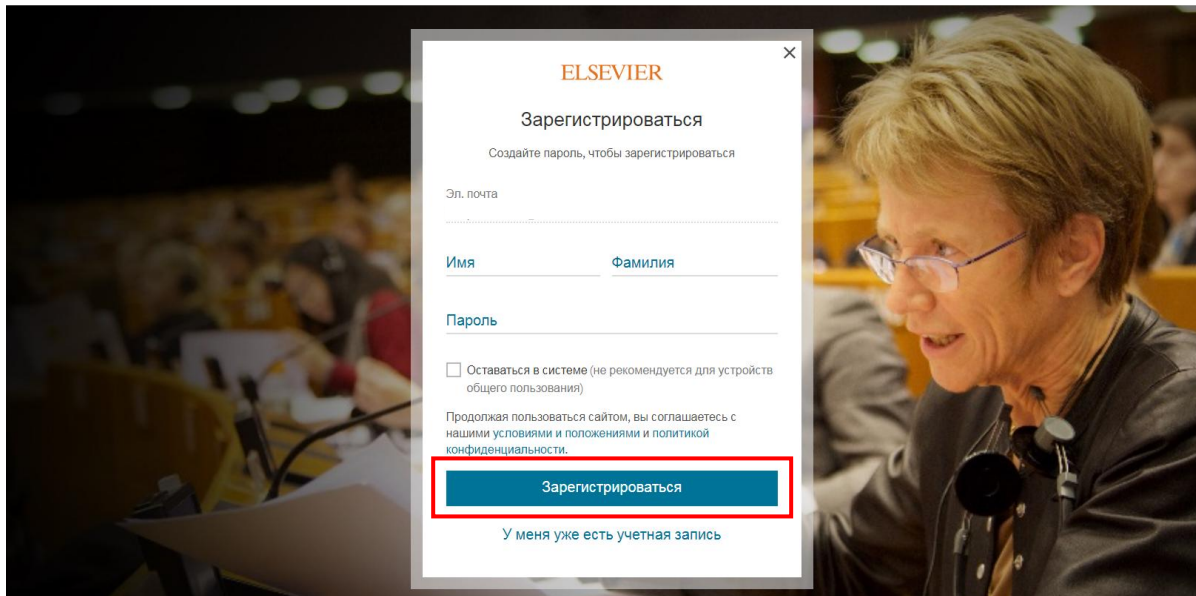 ELSEVIER
Зарегистрироваться
Создайте пароль, чтобы зарегистрироваться
Эл. почта
Имя Фамилия
Пароль
Оставаться в системе (не рекомендуется для устройств
общего пользования)
Продолжая пользоваться сайтом, вы соглашаетесь с
нашими условиями и положениями и политикой
конфиденциальности.
Зарегистрироваться
У меня уже есть учетная запись